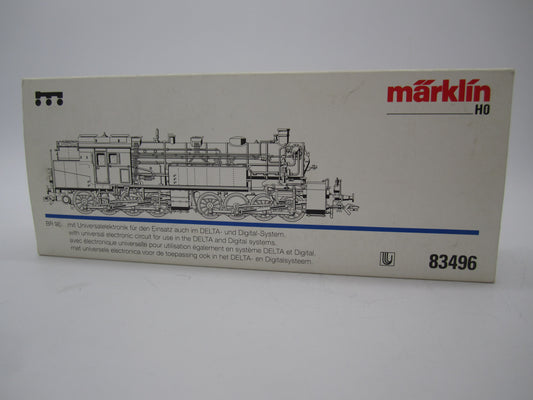 märklin
H0
BR 96 mit Universalelektronik für den Einsatz auch im DELTA- und Digital-System.
with universal electronic circuit for use in the DELTA and Digital systems.
avec électronique universelle pour utilisation également en système DELTA et Digital.
met universele electronica voor de toepassing ook in het DELTA- en Digitalsysteem.
U
83496